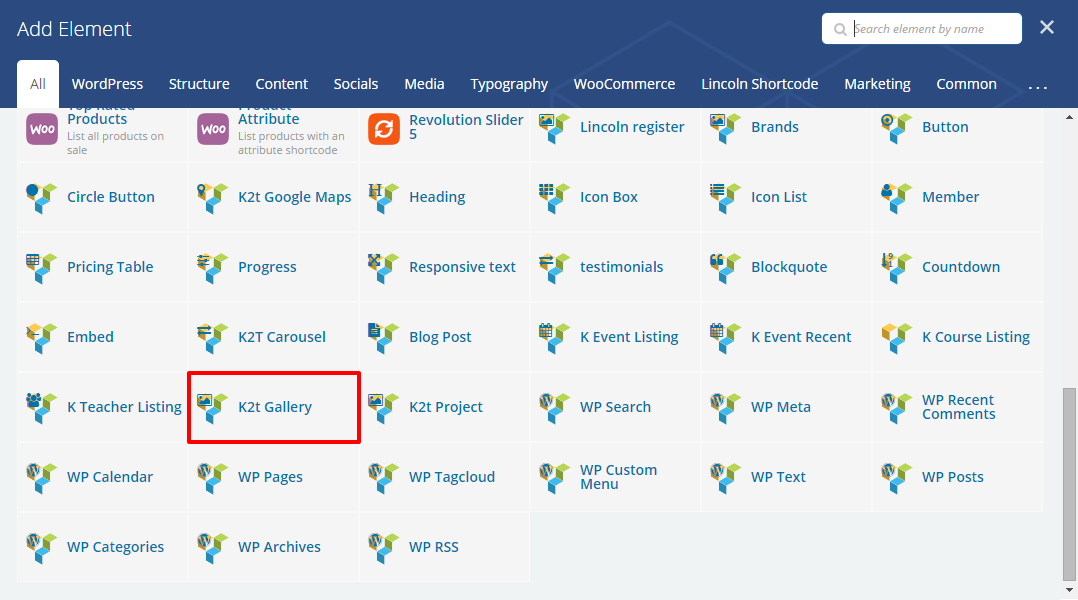 Add Element
Search element by name
All WordPress Structure Content Socials Media Typography WooCommerce Lincoln Shortcode Marketing Common ...
Top Rated
Products
List all products on
sale
Product
Attribute
List products with an
attribute shortcode
Revolution Slider
5
Lincoln register
Brands
Button
Circle Button
K2t Google Maps
Heading
Icon Box
Icon List
Member
Pricing Table
Progress
Responsive text
testimonials
Blockquote
Countdown
Embed
K2T Carousel
Blog Post
K Event Listing
K Event Recent
K Course Listing
K Teacher Listing
K2t Gallery
K2t Project
WP Search
WP Meta
WP Recent
Comments
WP Calendar
WP Pages
WP Tagcloud
WP Custom
Menu
WP Text
WP Posts
WP Categories
WP Archives
WP RSS